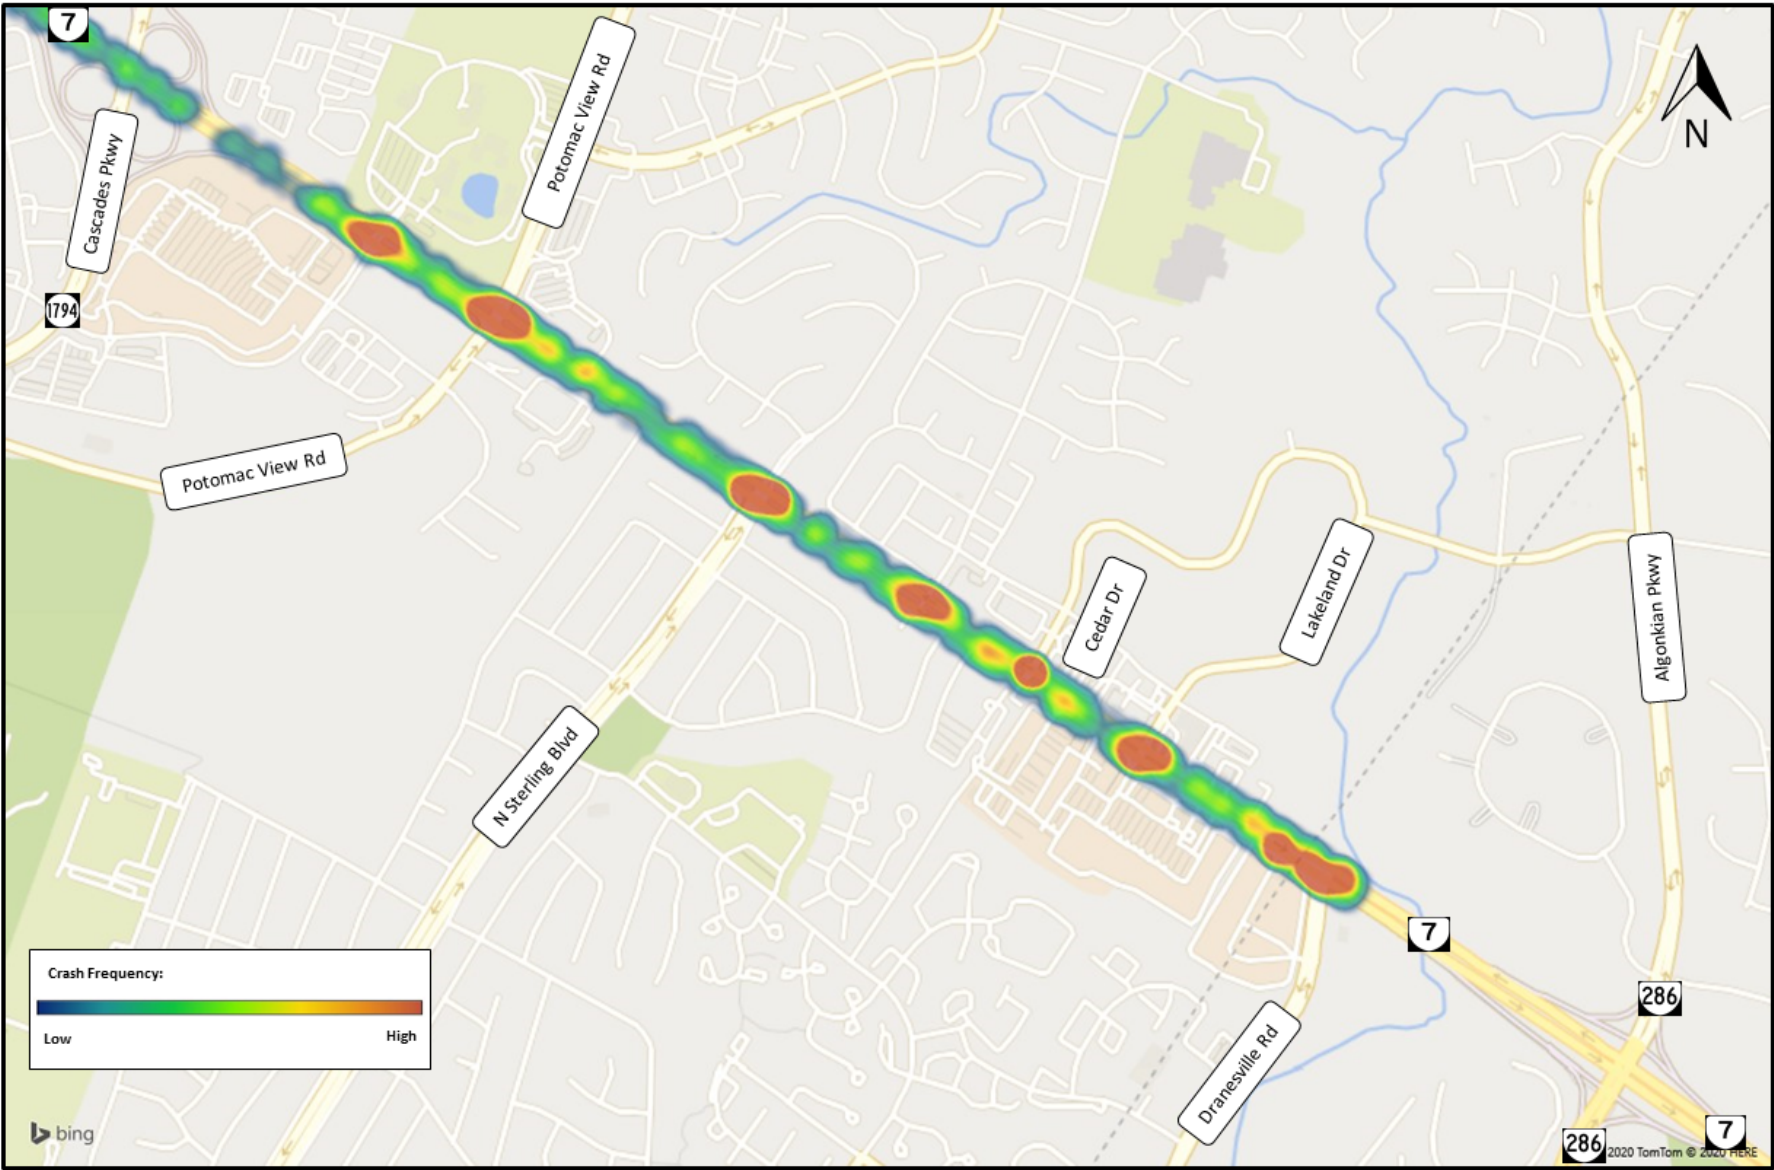 7
Potomac View Rd
N
Cascades Pkwy
1794
Potomac View Rd
Cedar Dr
Lakeland Dr
Algonkian Pkwy
N Sterling Blvd
7
Crash Frequency:
Low High
286
Dranesville Rd
bing
286
7
2020 TomTom © 2020 HERE